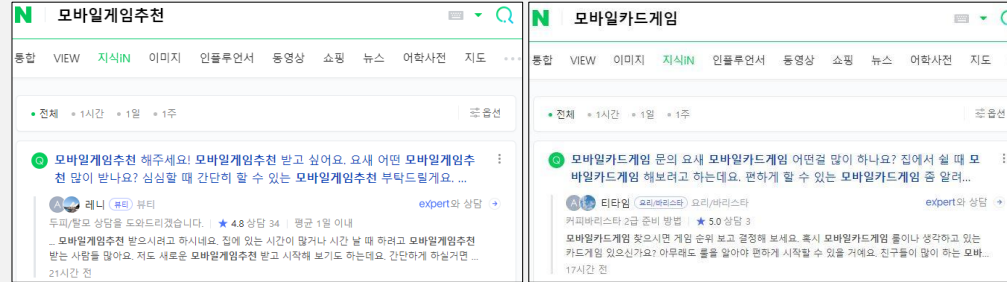 N 모바일게임추천
통합 VIEW 지식iN 이미지 인플루언서 동영상 쇼핑 뉴스 어학사전 지도
전체 1시간 1일 1주 옵션
Q 모바일게임추천 해주세요! 모바일게임추천 받고 싶어요. 요새 어떤 모바일게임추
천 많이 받나요? 심심할 때 간단히 할 수 있는 모바일게임추천 부탁드릴게요. ...
A 레니 뷰티 뷰티 expert와 상담
두피/탈모 상담을 도와드리겠습니다. ★ 4.8 상담 34 평균 1일 이내
... 모바일게임추천 받으시려고 하시네요. 집에 있는 시간이 많거나 시간 날 때 하려고 모바일게임추천
받는 사람들 많아요. 저도 새로운 모바일게임추천 받고 시작해 보기도 하는데요. 간단하게 하실거면 ...
21시간 전
N 모바일카드게임
통합 VIEW 이미지 지식iN 인플루언서 동영상 쇼핑 뉴스 어학사전 지도
전체 1시간 1일 1주 옵션
Q 모바일카드게임 문의 요새 모바일카드게임 어떤걸 많이 하나요? 집에서 쉴 때 모
바일카드게임 해보려고 하는데요. 편하게 할 수 있는 모바일카드게임 좀 알려...
A 티타임 요리/바리스타 요리/바리스타 expert와 상담
커피바리스타 2급 준비 방법 ★ 5.0 상담 3
모바일카드게임 찾으시면 게임 순위 보고 결정해 보세요. 혹시 모바일카드게임 룰이나 생각하고 있는
카드게임 있으신가요? 아무래도 룰을 알아야 편하게 시작할 수 있을 거에요. 친구들이 많이 하는 모바...
17시간 전